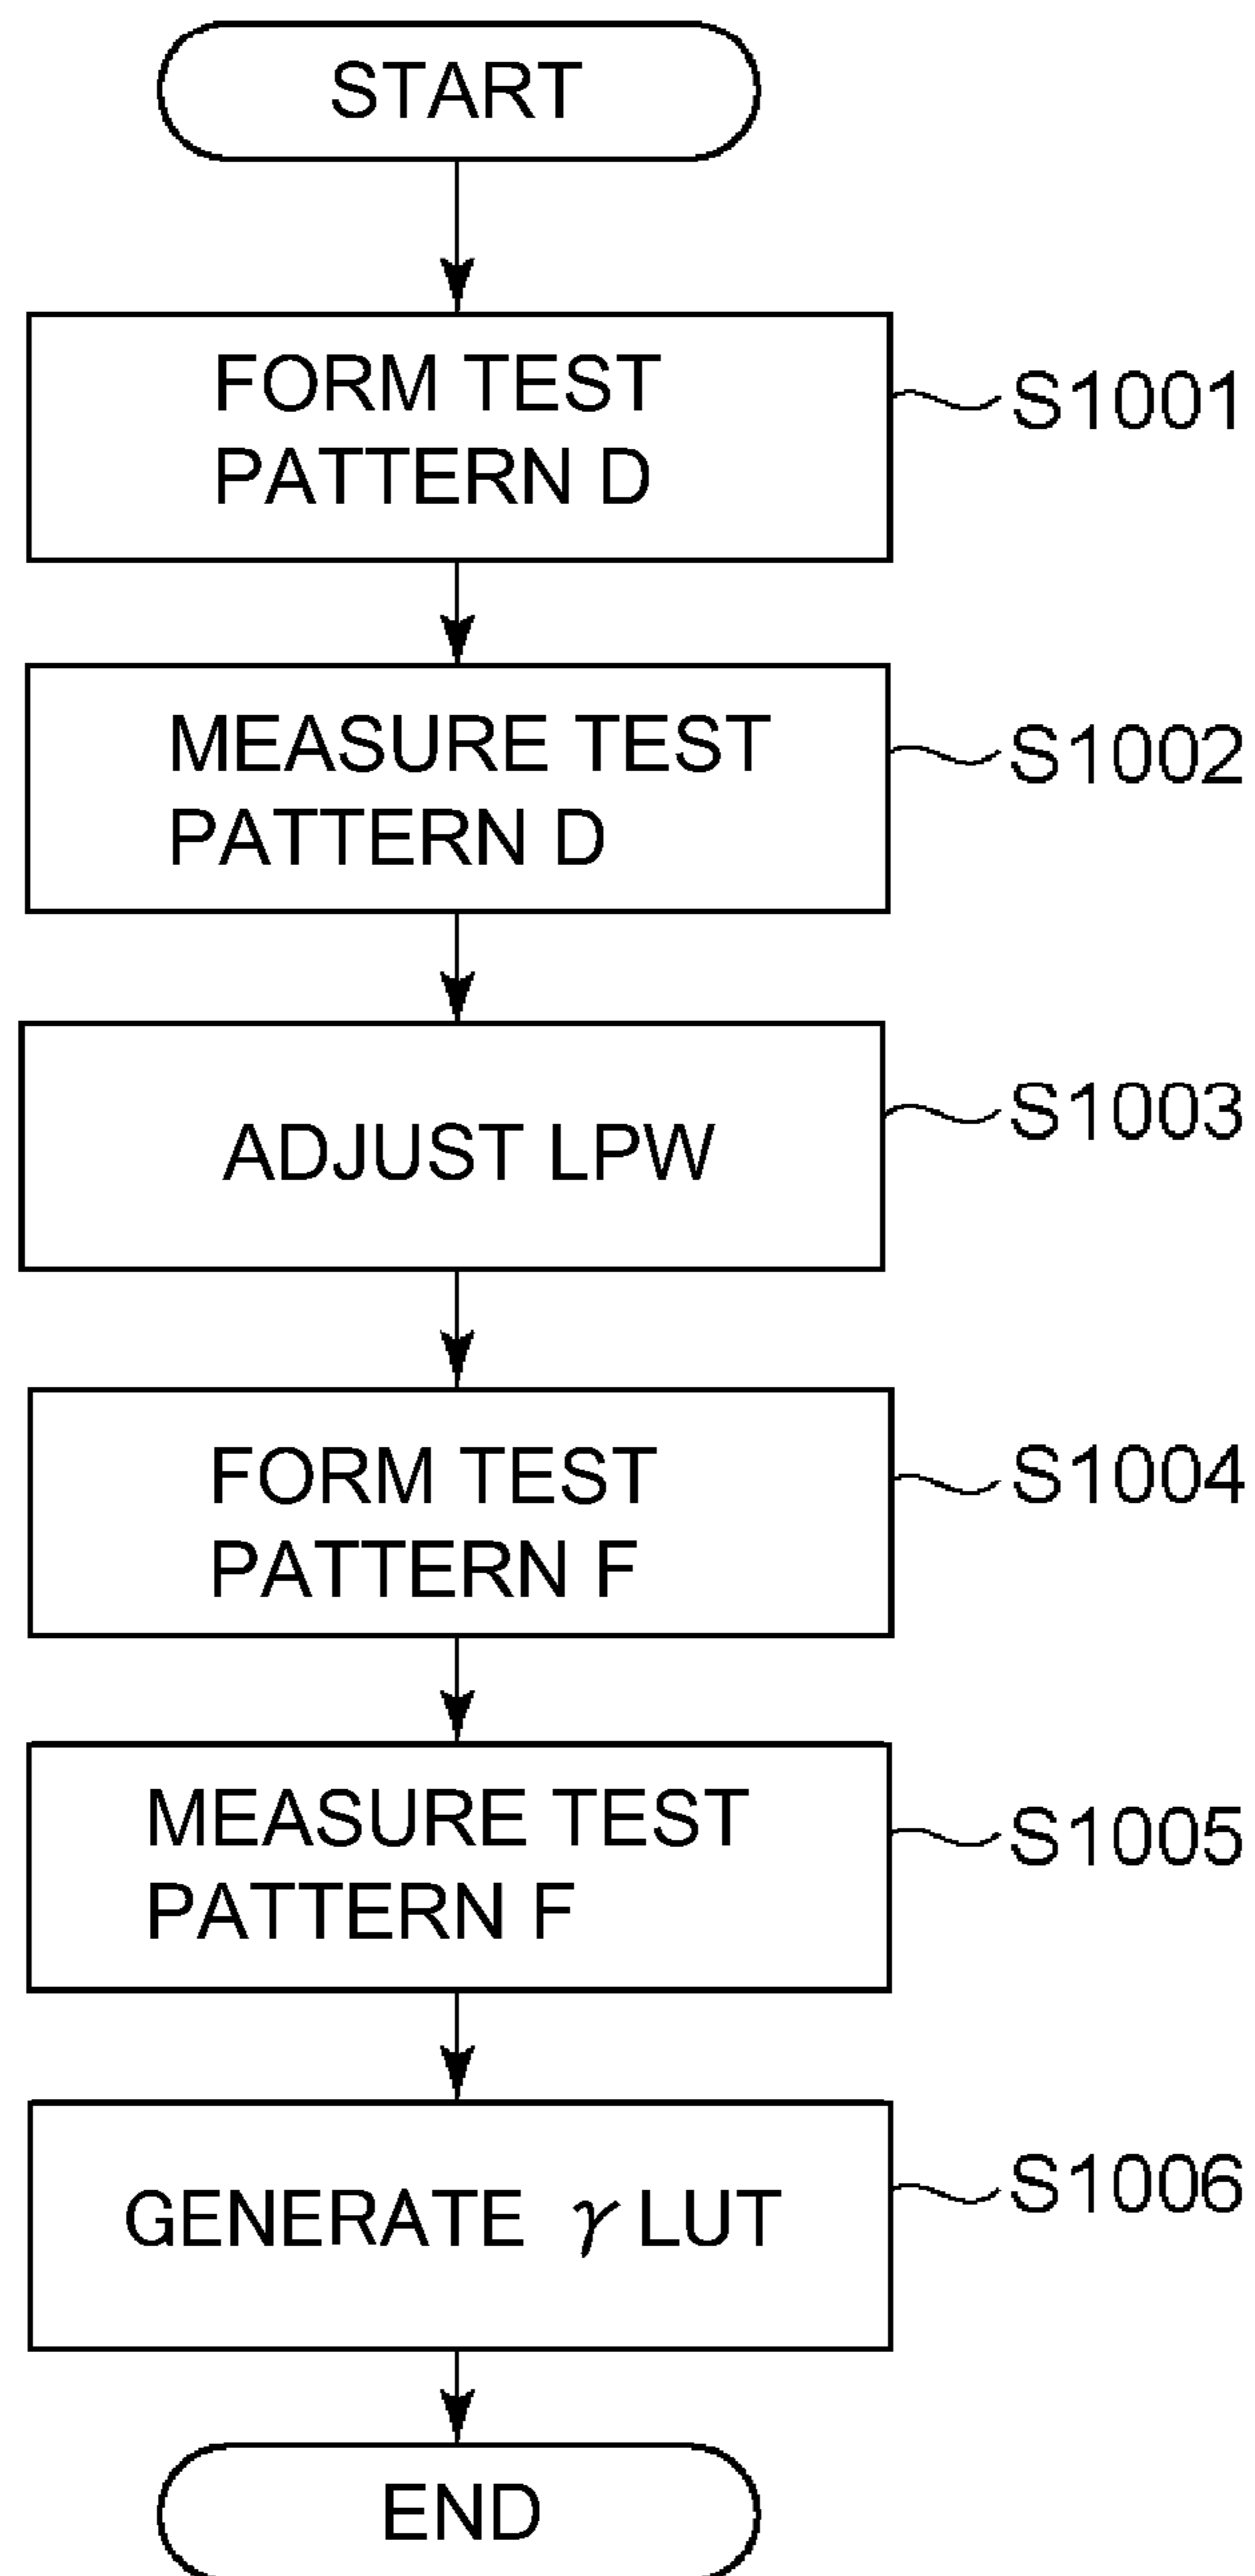 START
FORM TEST
PATTERN D
S1001
MEASURE TEST
PATTERN D
S1002
ADJUST LPW
S1003
FORM TEST
PATTERN F
S1004
MEASURE TEST
PATTERN F
S1005
GENERATE γ LUT
S1006
END